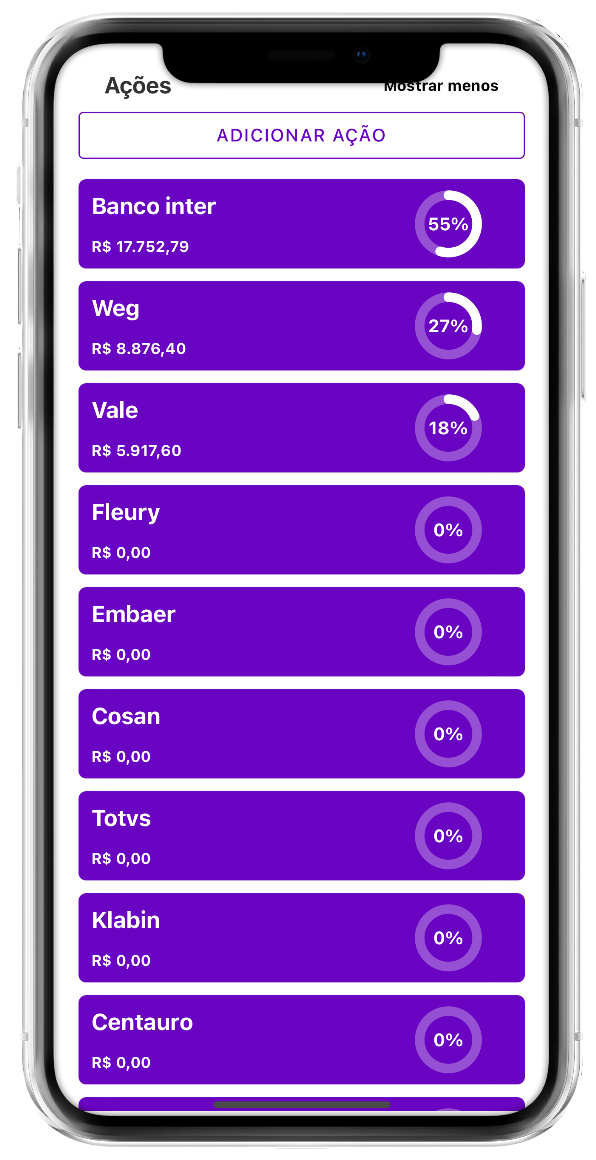 Ações
Mostrar menos
ADICIONAR AÇÃO
Banco inter
55%
R$ 17.752,79
Weg
27%
R$ 8.876,40
Vale
18%
R$ 5.917,60
Fleury
0%
R$ 0,00
Embaer
0%
R$ 0,00
Cosan
0%
R$ 0,00
Totvs
0%
R$ 0,00
Klabin
0%
R$ 0,00
Centauro
0%
R$ 0,00